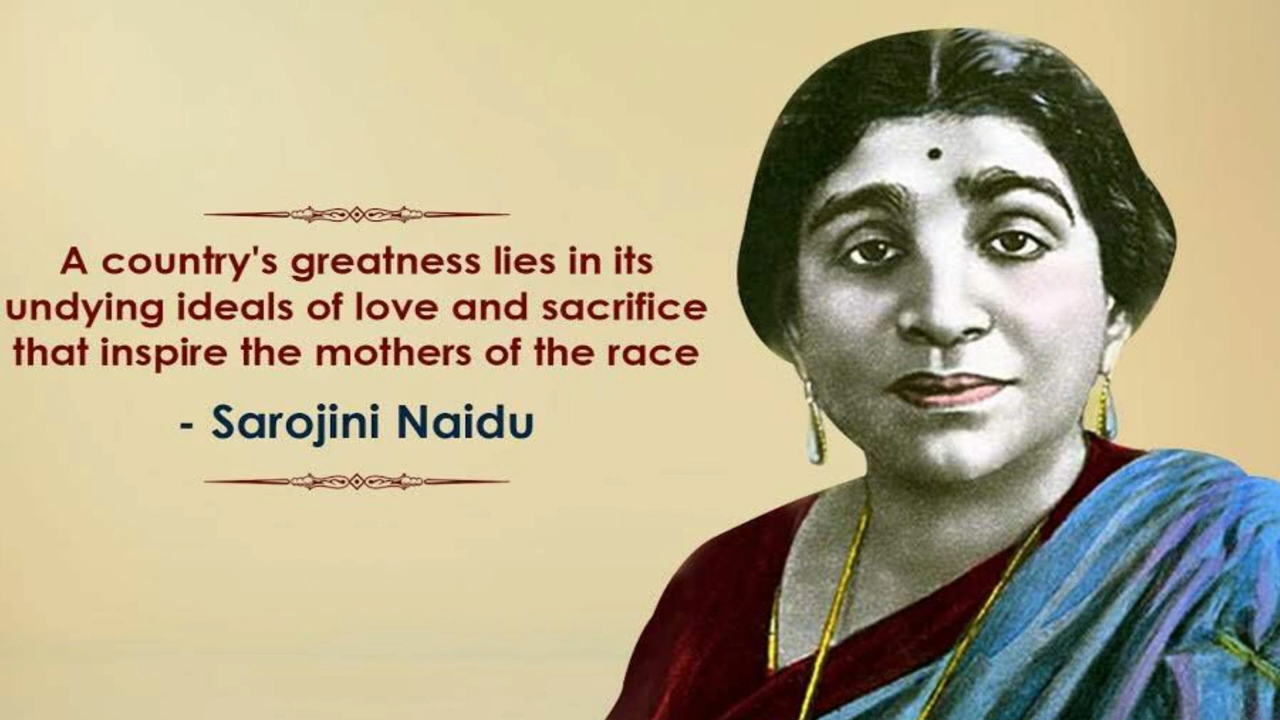 A country's greatness lies in its
undying ideals of love and sacrifice
that inspire the mothers of the race
- Sarojini Naidu